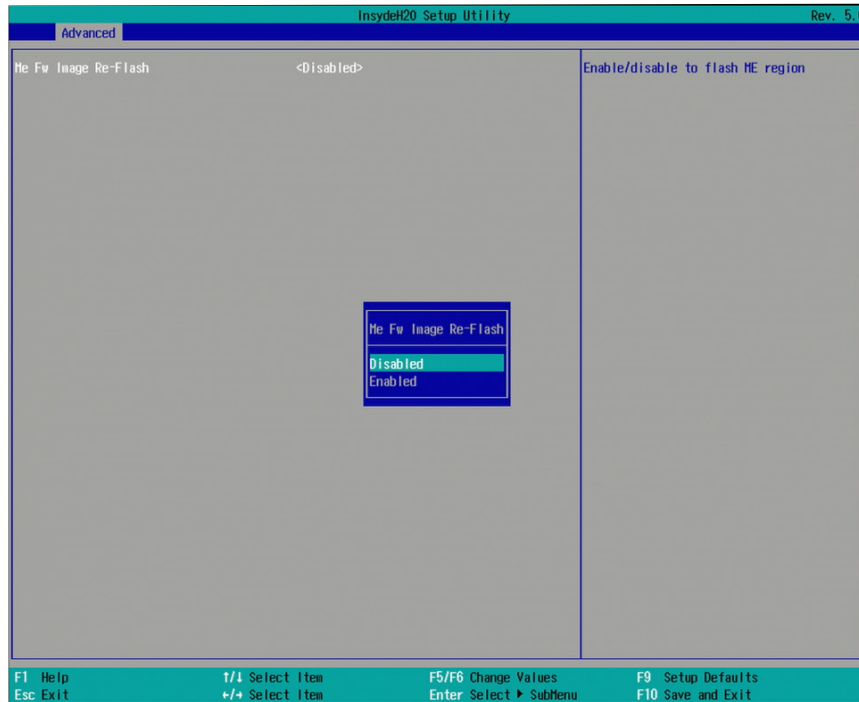 InsydeH20 Setup Utility
Rev. 5.
Advanced
Me Fw Image Re-Flash <Disabled>
Enable/disable to flash ME region
Me Fw Image Re-Flash
Disabled
Enabled
F1 Help ↑/↓ Select Item F5/F6 Change Values F9 Setup Defaults
Esc Exit ←/→ Select Item Enter Select ▶ SubMenu F10 Save and Exit